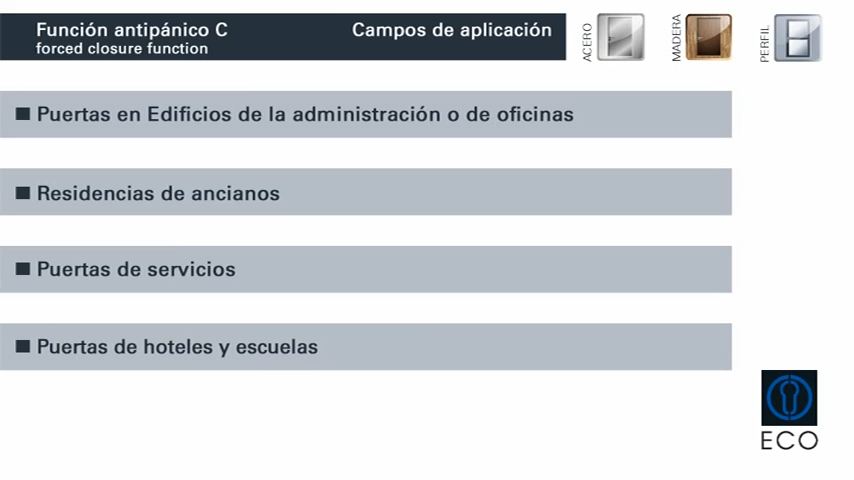 Función antipánico C
forced closure function
Campos de aplicación
ACERO
MADERA
PERFIL
Puertas en Edificios de la administración o de oficinas
Residencias de ancianos
Puertas de servicios
Puertas de hoteles y escuelas
ECO